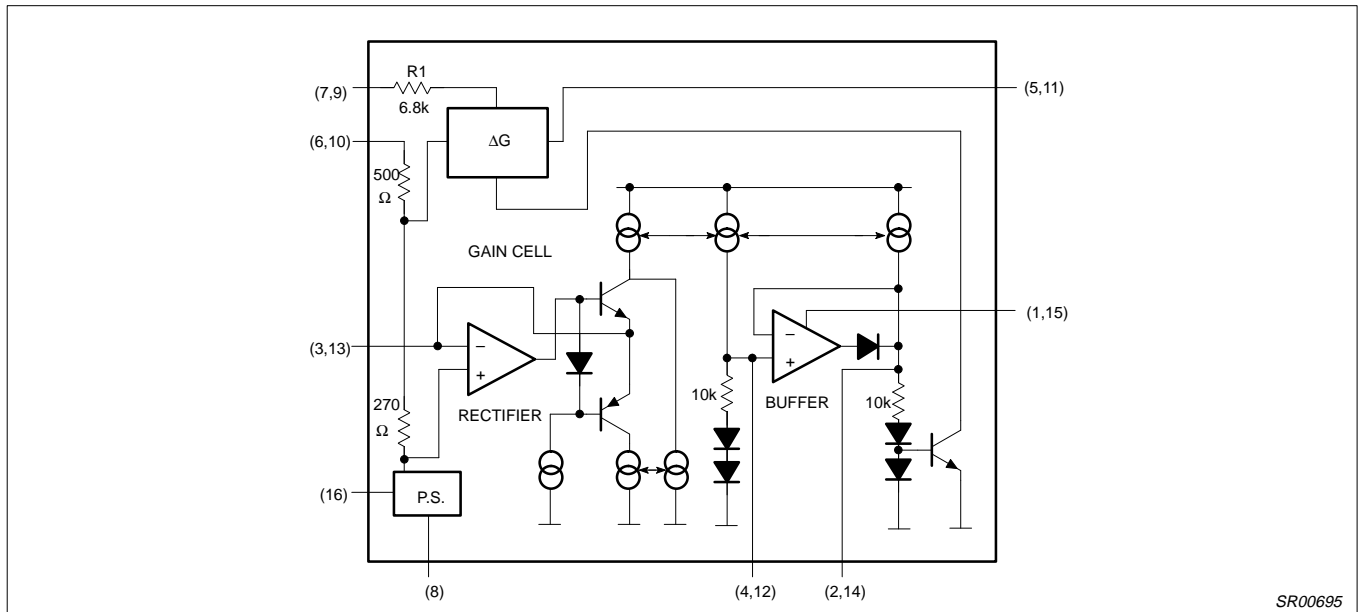 R1
(7,9)
6.8k
(5,11)
(6,10)
ΔG
500
Ω
GAIN CELL
(1,15)
(3,13)
−
+
−
+
10k
BUFFER
10k
270
Ω
RECTIFIER
(16)
P.S.
(8)
(4,12)
(2,14)
SR00695